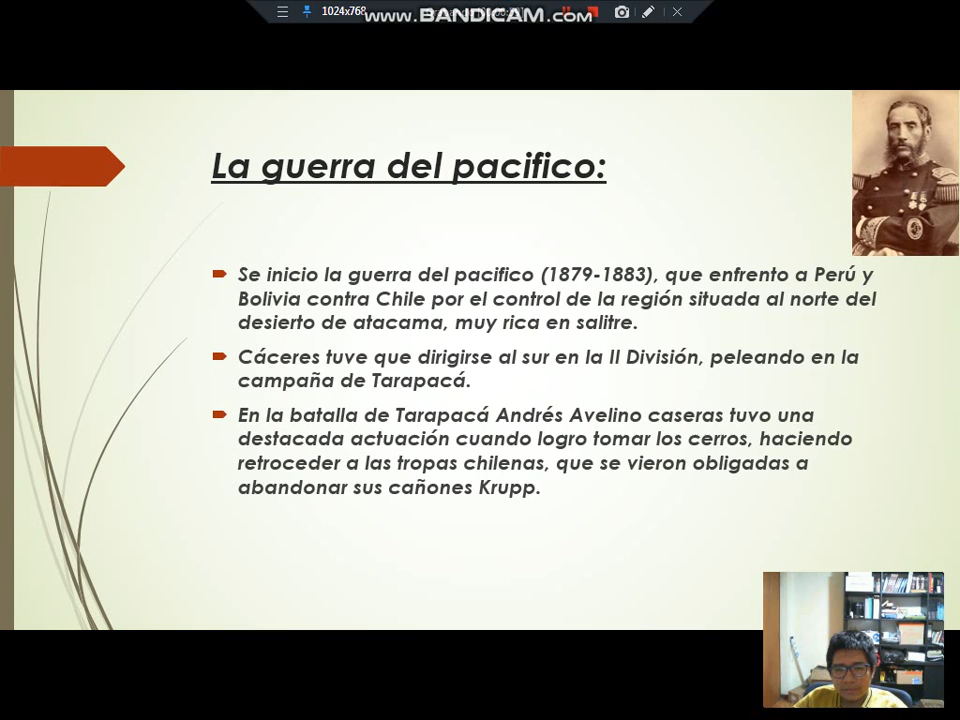 1024x768
www.BANDICAM.com
La guerra del pacifico:
Se inicio la guerra del pacifico (1879-1883), que enfrento a Perú y
Bolivia contra Chile por el control de la región situada al norte del
desierto de atacama, muy rica en salitre.
Cáceres tuve que dirigirse al sur en la II División, peleando en la
campaña de Tarapacá.
En la batalla de Tarapacá Andrés Avelino caseras tuvo una
destacada actuación cuando logro tomar los cerros, haciendo
retroceder a las tropas chilenas, que se vieron obligadas a
abandonar sus cañones Krupp.